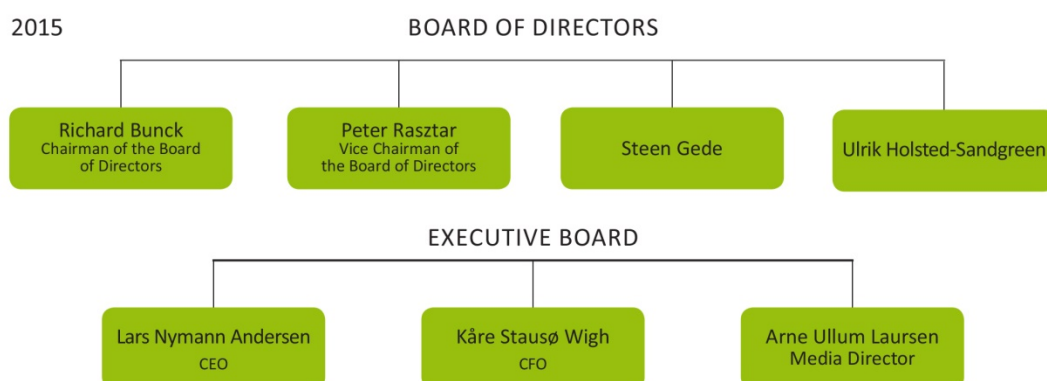 2015
BOARD OF DIRECTORS
Richard Bunck
Chairman of the Board
of Directors
Peter Rasztar
Vice Chairman of
the Board of Directors
Steen Gede
Ulrik Holsted-Sandgreen
EXECUTIVE BOARD
Lars Nymann Andersen
CEO
Kåre Stausø Wigh
CFO
Arne Ullum Laursen
Media Director